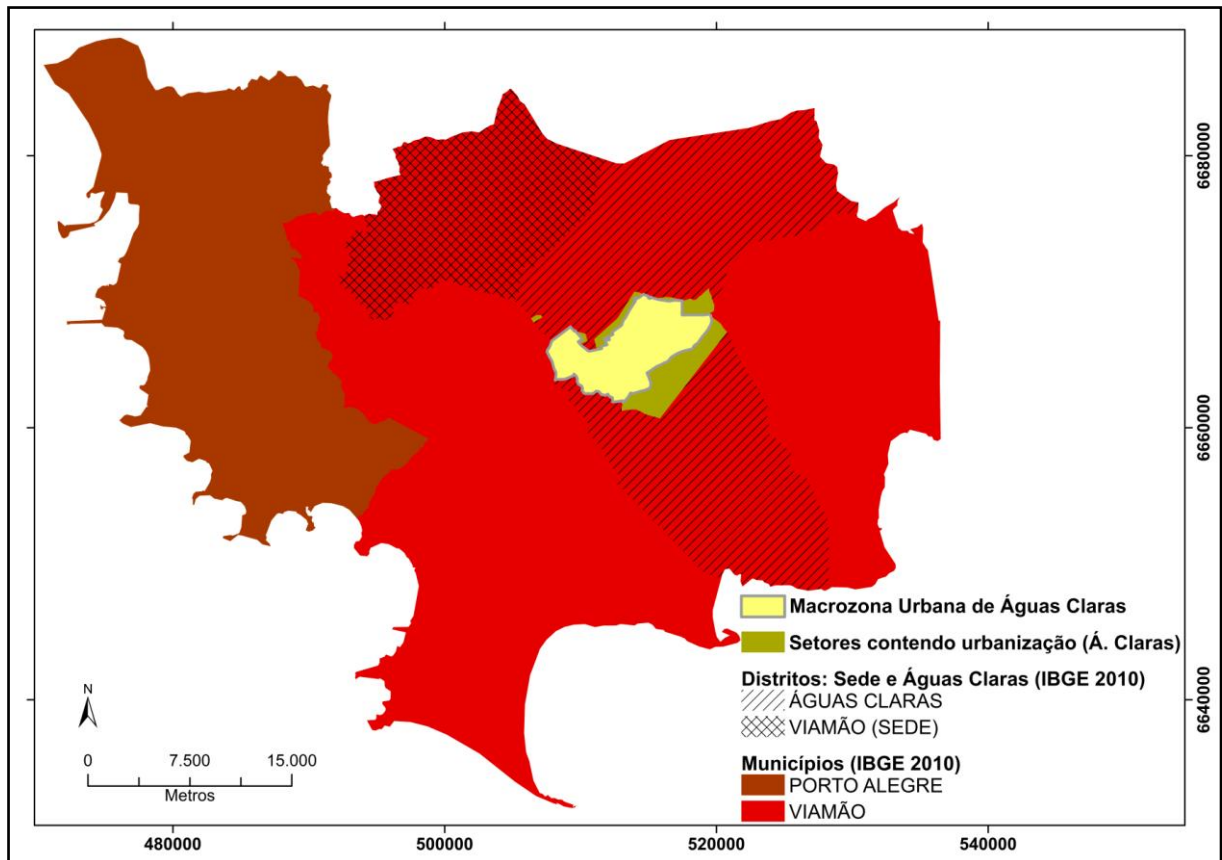 6680000
6660000
6640000
Macrozona Urbana de Águas Claras
Setores contendo urbanização (Á. Claras)
Distritos: Sede e Águas Claras (IBGE 2010)
ÁGUAS CLARAS
VIAMÃO (SEDE)
Municípios (IBGE 2010)
PORTO ALEGRE
VIAMÃO
N
0 7.500 15.000
Metros
480000 500000 520000 540000